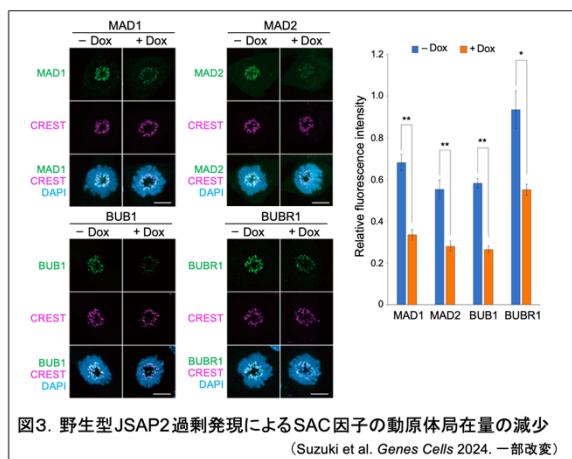 MAD1
MAD2
− Dox + Dox
− Dox + Dox
MAD1
MAD2
CREST
CREST
MAD1
CREST
DAPI
MAD2
CREST
DAPI
BUB1
BUBR1
− Dox + Dox
− Dox + Dox
BUB1
BUBR1
CREST
CREST
BUB1
CREST
DAPI
BUBR1
CREST
DAPI
− Dox + Dox
Relative fluorescence intensity
1.2
1.0
0.8
0.6
0.4
0.2
0
**
**
**
*
MAD1 MAD2 BUB1 BUBR1
図3. 野生型JSAP2過剰発現によるSAC因子の動原体局在量の減少
(Suzuki et al. Genes Cells 2024. 一部改変)